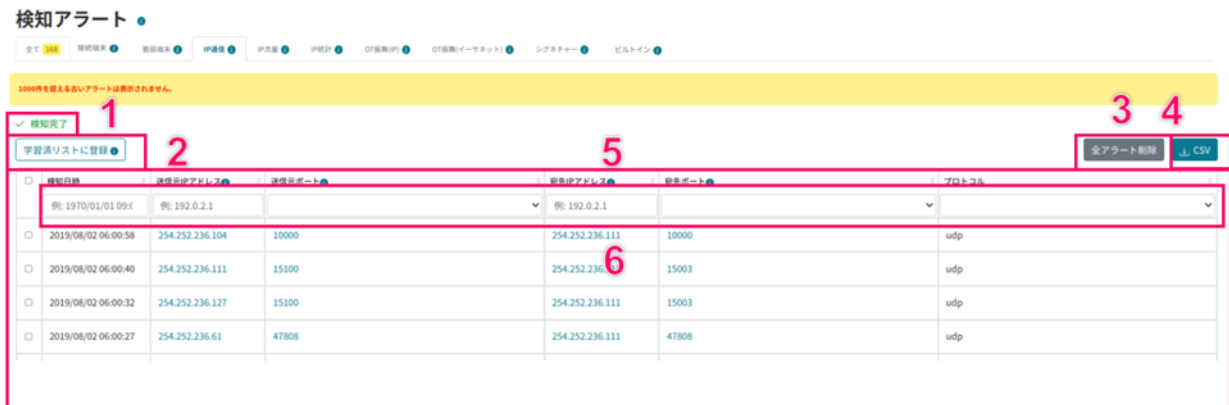 検知アラート
全て 168 接続端末 脆弱端末 IP通信 IP流量 IP統計 OT振舞(IP) OT振舞(イーサネット) シグネチャー ビルトイン
1000件を超える古いアラートは表示されません。
1
検知完了
3 4
学習済リストに登録
2
5
全アラート削除 CSV
検知日時 送信元IPアドレス 送信元ポート 宛先IPアドレス 宛先ポート プロトコル
例: 1970/01/01 09:0 例: 192.0.2.1 例: 192.0.2.1
2019/08/02 06:00:58 254.252.236.104 10000 254.252.236.111 10000 udp
6
2019/08/02 06:00:40 254.252.236.111 15100 254.252.236. 15003 udp
2019/08/02 06:00:32 254.252.236.127 15100 254.252.236.111 15003 udp
2019/08/02 06:00:27 254.252.236.61 47808 254.252.236.111 47808 udp